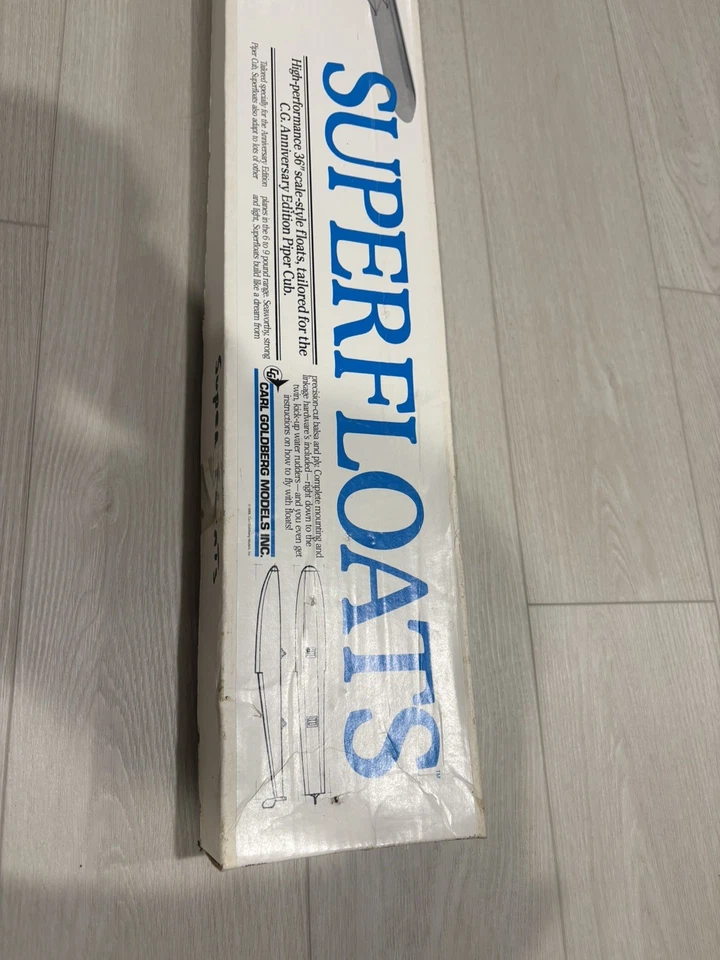 SUPERFLOATS™
High-performance 36" scale-style floats, tailored for the
C.G. Anniversary Edition Piper Cub.
Tailored specially for the Anniversary Edition
Piper Cub, Superfloats also adapt to lots of other
planes in the 6 to 9 pound range. Seaworthy, strong
and light, Superfloats build like a dream from
precision-cut balsa and ply. Complete mounting and
linkage hardware's included—right down to the
twin, kick-up water rudders—and you even get
instructions on how to fly with floats!
CG
CARL GOLDBERG MODELS INC.
Super